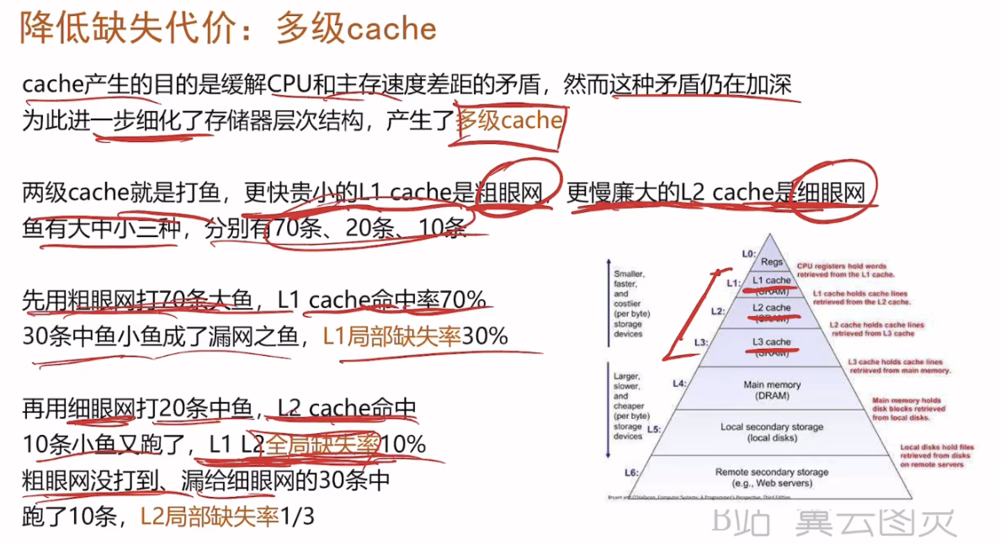 降低缺失代价：多级cache
cache产生的目的是缓解CPU和主存速度差距的矛盾，然而这种矛盾仍在加深
为此进一步细化了存储器层次结构，产生了多级cache
两级cache就是打鱼，更快贵小的L1 cache是粗眼网，更慢廉大的L2 cache是细眼网
鱼有大中小三种，分别有70条、20条、10条
先用粗眼网打70条大鱼，L1 cache命中率70%
30条中鱼小鱼成了漏网之鱼，L1局部缺失率30%
再用细眼网打20条中鱼，L2 cache命中
10条小鱼又跑了，L1 L2全局缺失率10%
粗眼网没打到、漏给细眼网的30条中
跑了10条，L2局部缺失率1/3
Smaller,
faster,
and
costlier
(per byte)
storage
devices
Larger,
slower,
and
cheaper
(per byte)
storage
devices
L0:
Regs
CPU registers hold words
retrieved from the L1 cache.
L1:
L1 cache
(SRAM)
L1 cache holds cache lines
retrieved from the L2 cache.
L2:
L2 cache
(SRAM)
L2 cache holds cache lines
retrieved from L3 cache
L3:
L3 cache
(SRAM)
L3 cache holds cache lines
retrieved from main memory.
L4:
Main memory
(DRAM)
Main memory holds
disk blocks retrieved
from local disks.
L5:
Local secondary storage
(local disks)
Local disks hold files
retrieved from disks
on remote servers
L6:
Remote secondary storage
(e.g., Web servers)
Bryant and O'Hallaron, Computer Systems: A Programmer's Perspective, Third Edition
B站 翼云图灵